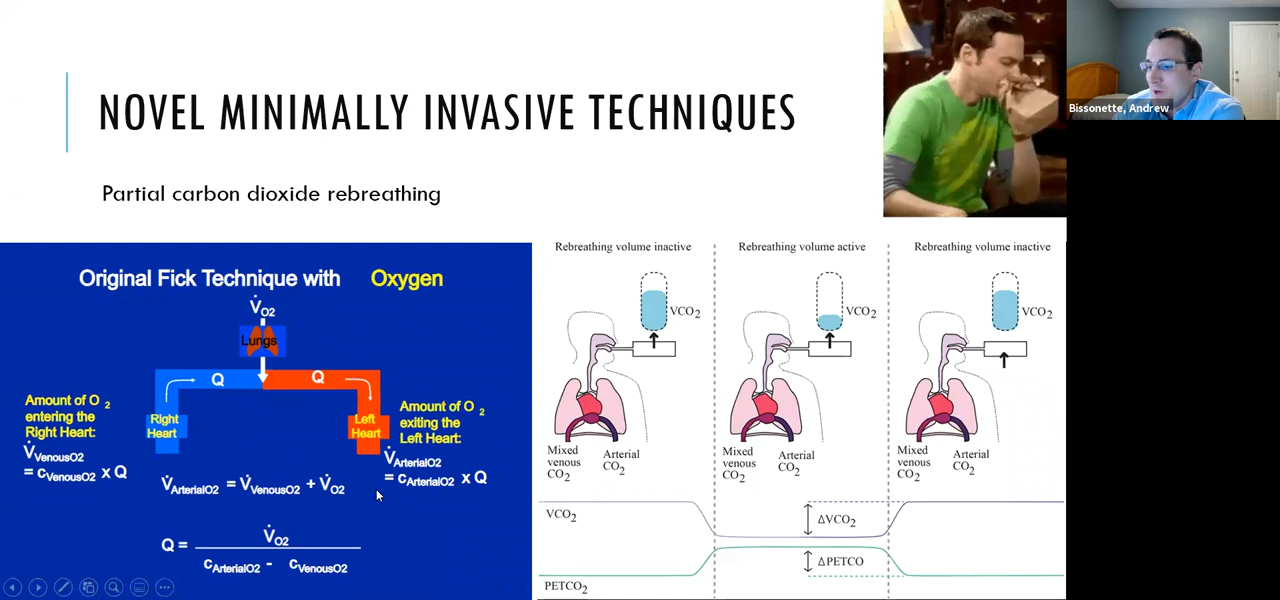 NOVEL MINIMALLY INVASIVE TECHNIQUES
Partial carbon dioxide rebreathing
Bissonette, Andrew
Original Fick Technique with Oxygen
V̇O2
Lungs
Q
Q
Amount of O 2
entering the
Right Heart:
V̇VenousO2
= cVenousO2 x Q
Right
Heart
Left
Heart
Amount of O 2
exiting the
Left Heart:
V̇ArterialO2
= cArterialO2 x Q
V̇ArterialO2 = V̇VenousO2 + V̇O2
Q = V̇O2
cArterialO2 - cVenousO2
Rebreathing volume inactive
VCO2
Mixed
venous
CO2
Arterial
CO2
Rebreathing volume active
VCO2
Mixed
venous
CO2
Arterial
CO2
Rebreathing volume inactive
VCO2
Mixed
venous
CO2
Arterial
CO2
VCO2
ΔVCO2
ΔPETCO
PETCO2